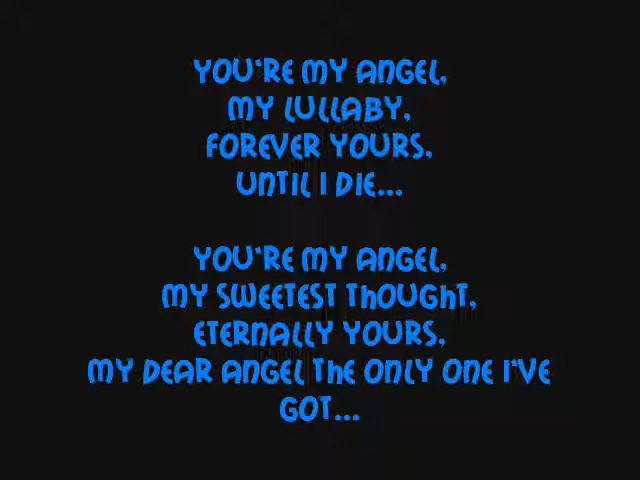 YOU'RE MY ANGEL,
MY LULLABY,
FOREVER YOURS,
UNTIL I DIE...
YOU'RE MY ANGEL,
MY SWEETEST THOUGHT,
ETERNALLY YOURS,
MY DEAR ANGEL THE ONLY ONE I'VE
GOT...